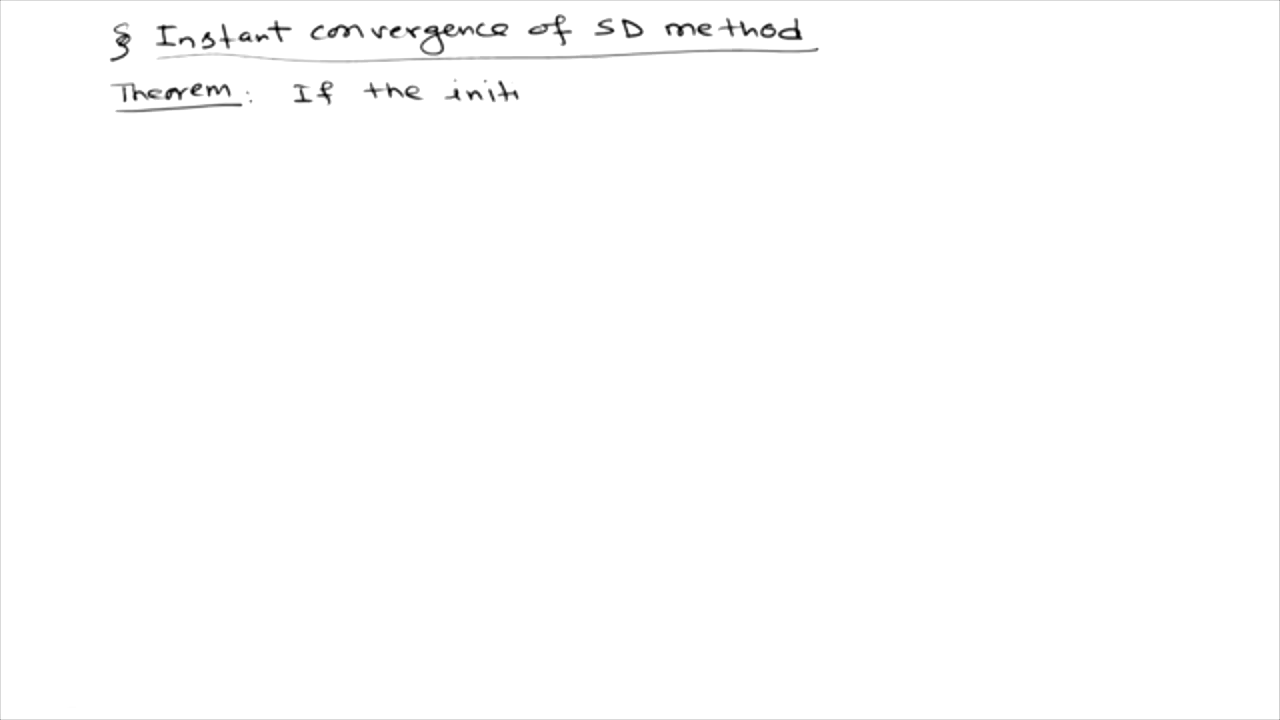 § Instant convergence of SD method
Theorem: If the initi